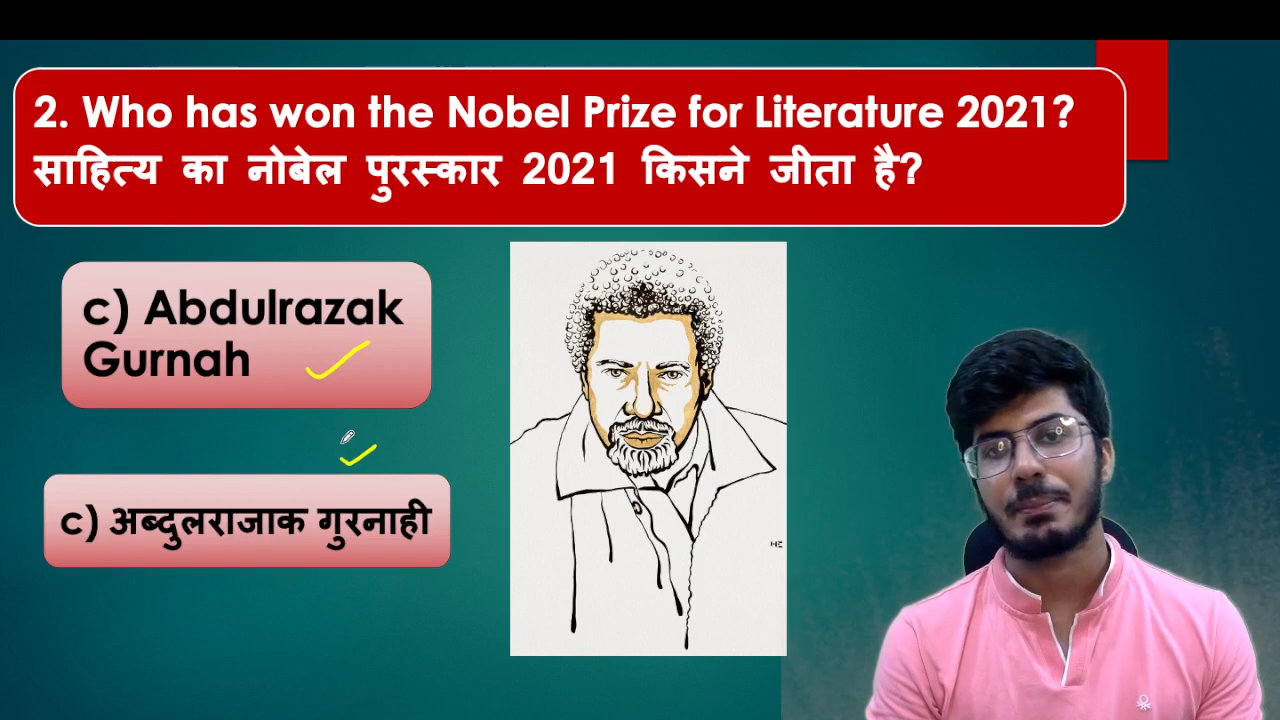 2. Who has won the Nobel Prize for Literature 2021?
साहित्य का नोबेल पुरस्कार 2021 किसने जीता है?
c) Abdulrazak
Gurnah
c) अब्दुलराजाक गुरनाही